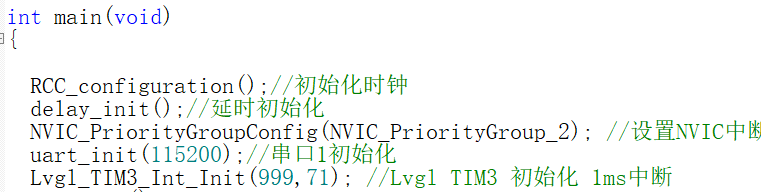 int main(void)
{
RCC_configuration();//初始化时钟
delay_init();//延时初始化
NVIC_PriorityGroupConfig(NVIC_PriorityGroup_2); //设置NVIC中断
uart_init(115200);//串口1初始化
Lvgl_TIM3_Int_Init(999,71); //Lvgl TIM3 初始化 1ms中断